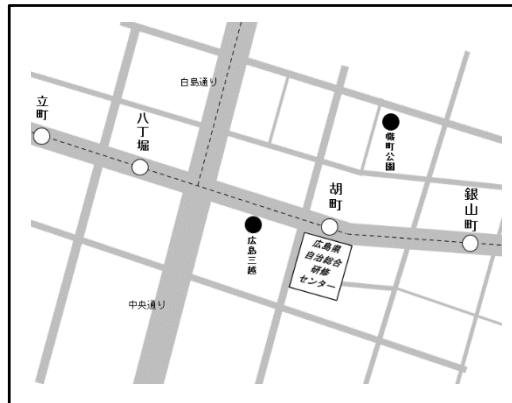 白島通り
立町
八丁堀
幟町公園
胡町
銀山町
広島三越
広島県
自治総合
研修
センター
中央通り